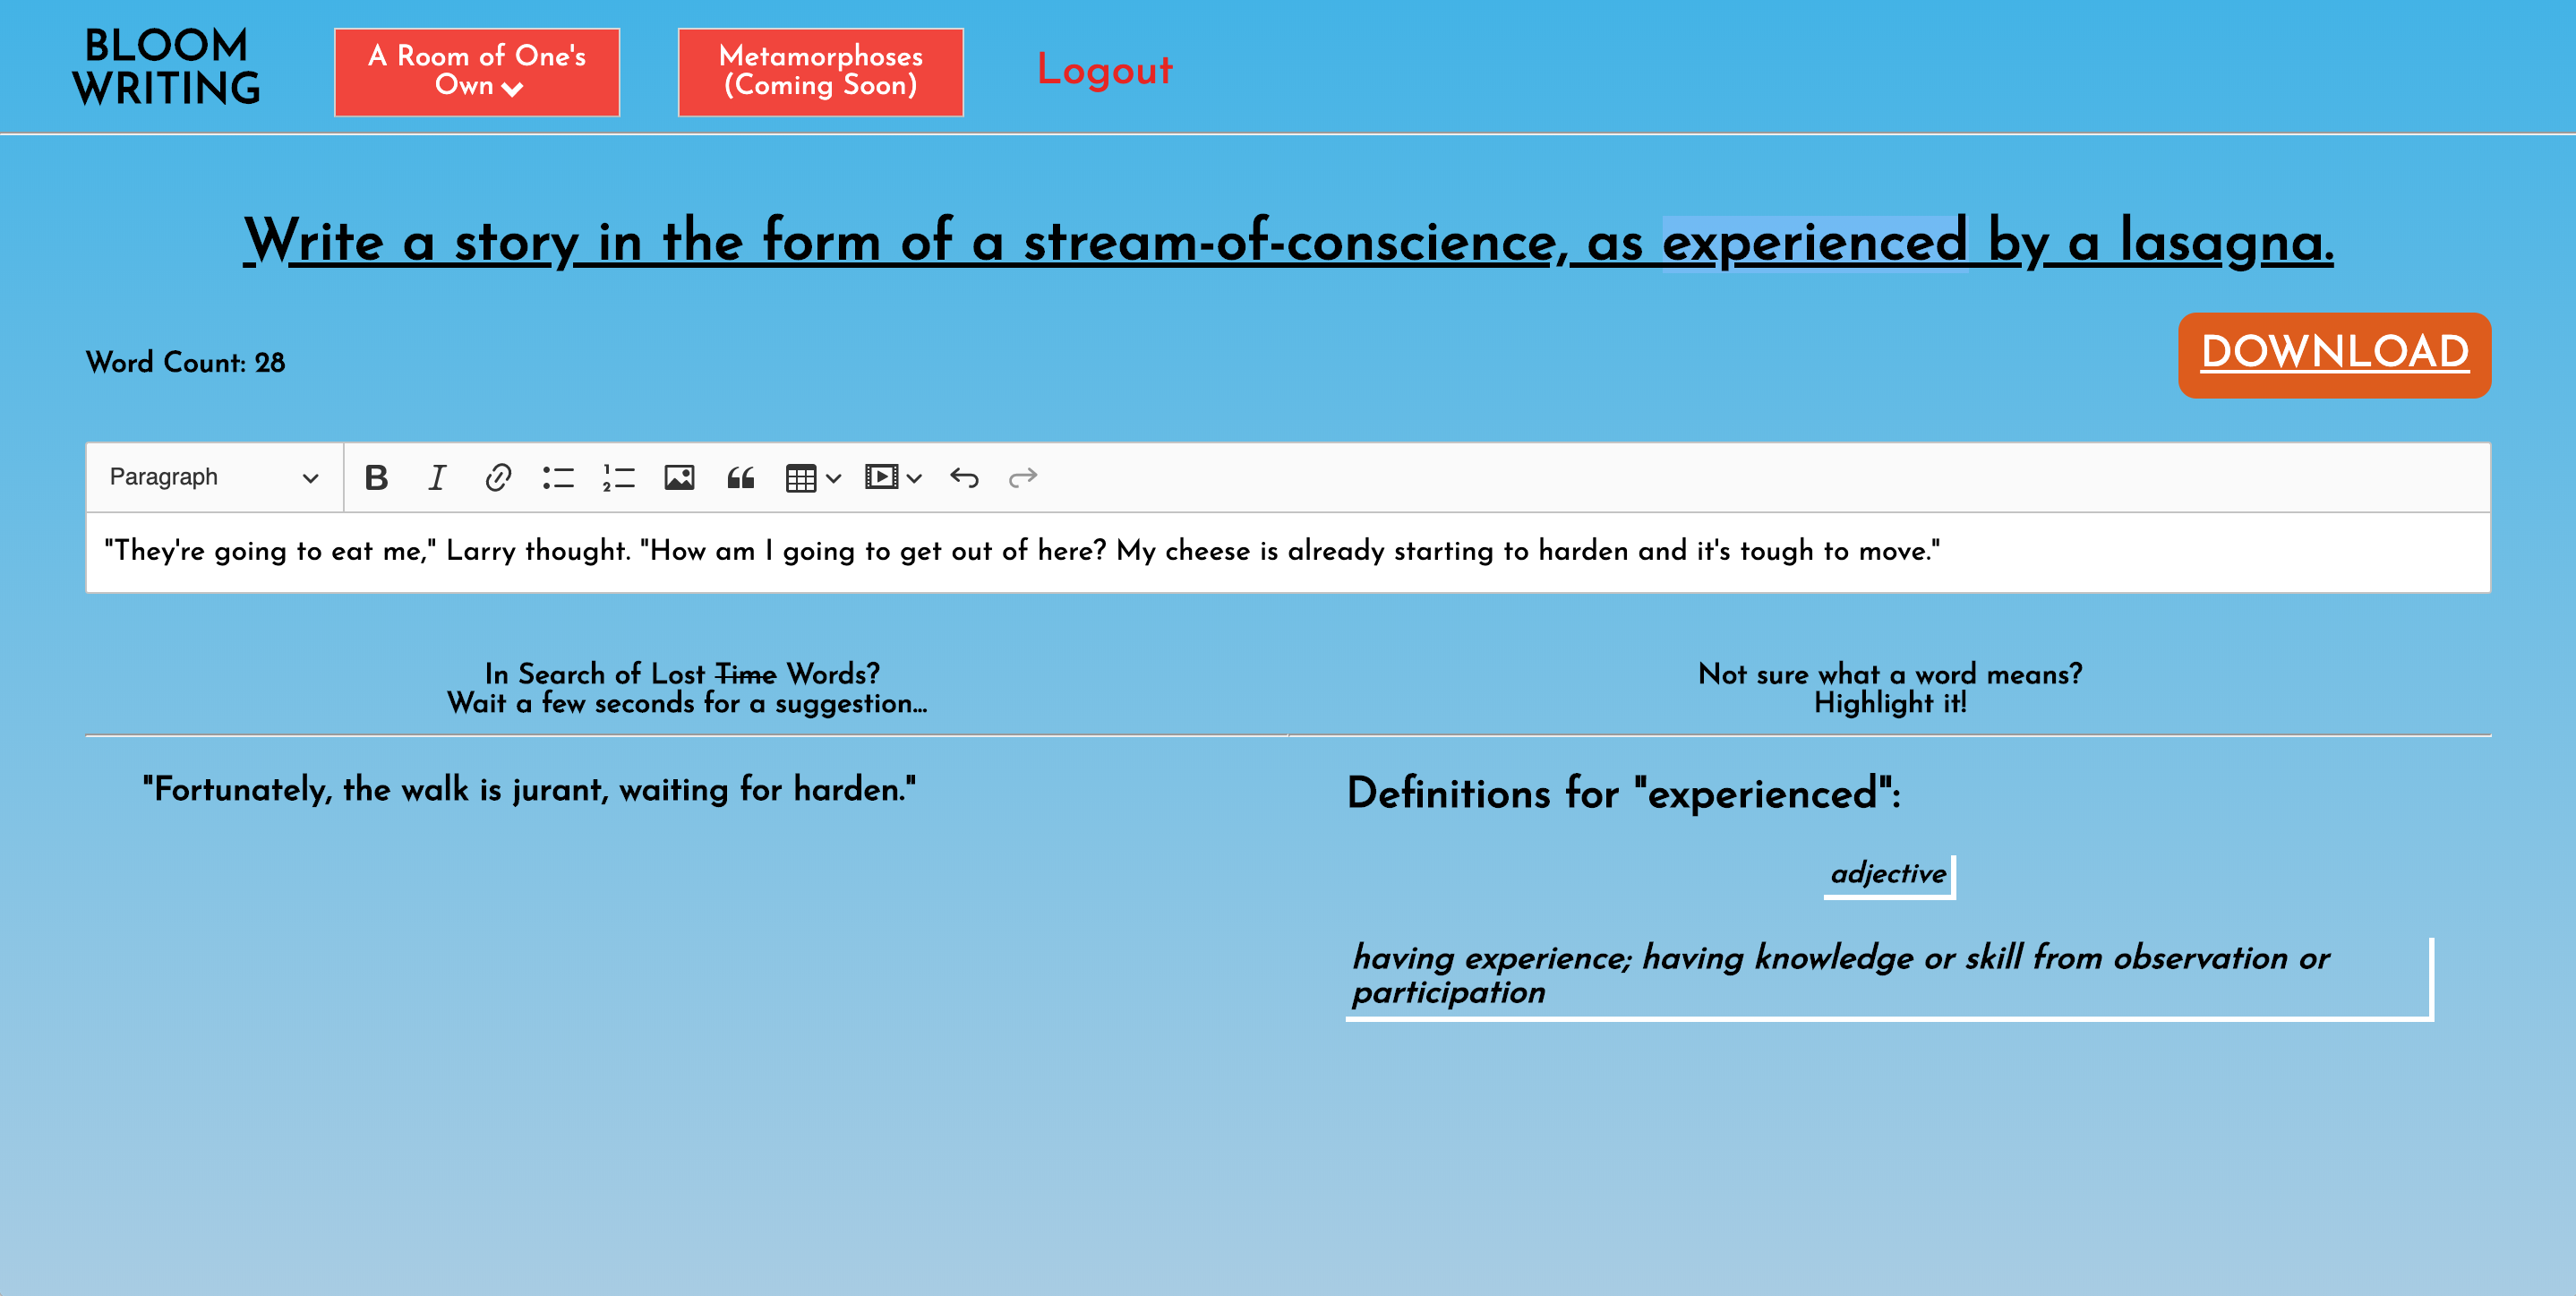 BLOOM
WRITING
A Room of One's
Own
Metamorphoses
(Coming Soon)
Logout
Write a story in the form of a stream-of-conscience, as experienced by a lasagna.
Word Count: 28
DOWNLOAD
Paragraph
"They're going to eat me," Larry thought. "How am I going to get out of here? My cheese is already starting to harden and it's tough to move."
In Search of Lost Time Words?
Wait a few seconds for a suggestion...
Not sure what a word means?
Highlight it!
"Fortunately, the walk is jurant, waiting for harden."
Definitions for "experienced":
adjective
having experience; having knowledge or skill from observation or
participation